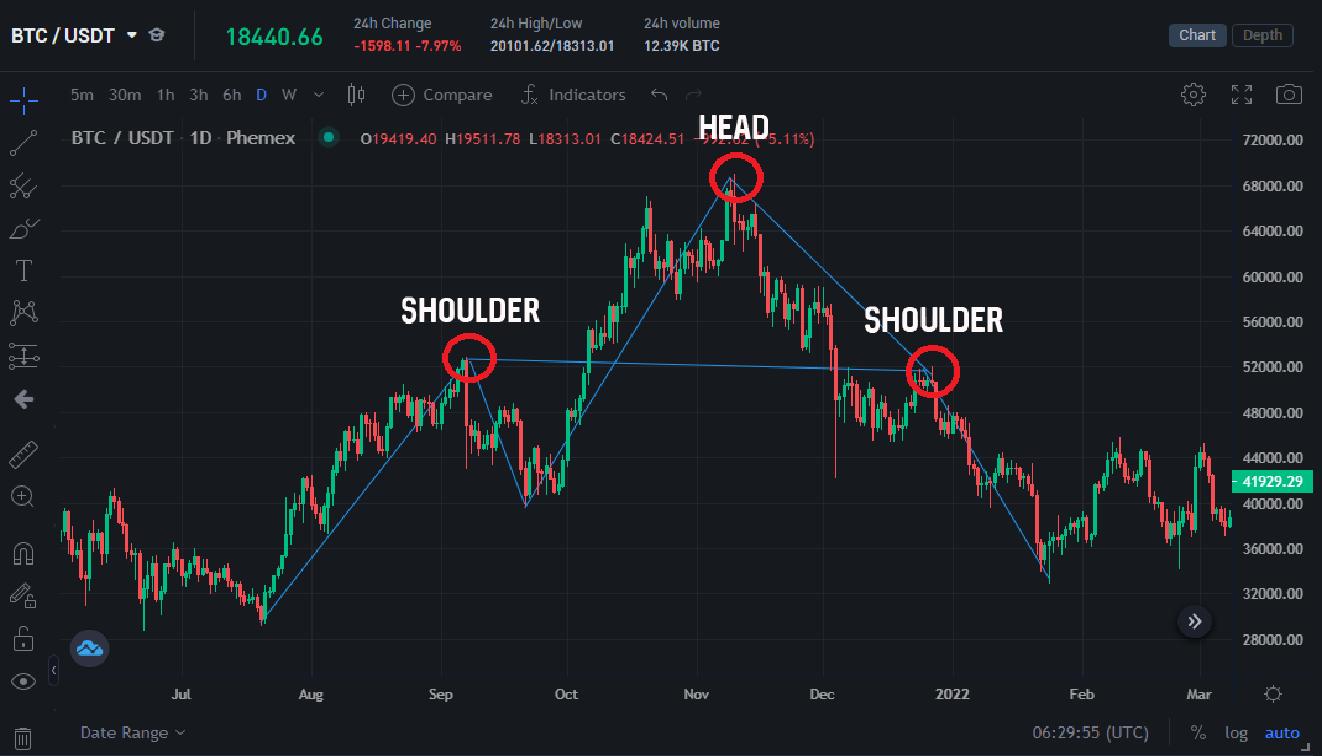 BTC / USDT
18440.66
24h Change
-1598.11 -7.97%
24h High/Low
20101.62/18313.01
24h volume
12.39K BTC
Chart Depth
5m 30m 1h 3h 6h D W Compare Indicators
BTC / USDT · 1D · Phemex O19419.40 H19511.78 L18313.01 C18424.51
HEAD
SHOULDER
SHOULDER
72000.00
68000.00
64000.00
60000.00
56000.00
52000.00
48000.00
44000.00
41929.29
40000.00
36000.00
32000.00
28000.00
Jul Aug Sep Oct Nov Dec 2022 Feb Mar
Date Range 06:29:55 (UTC) % log auto